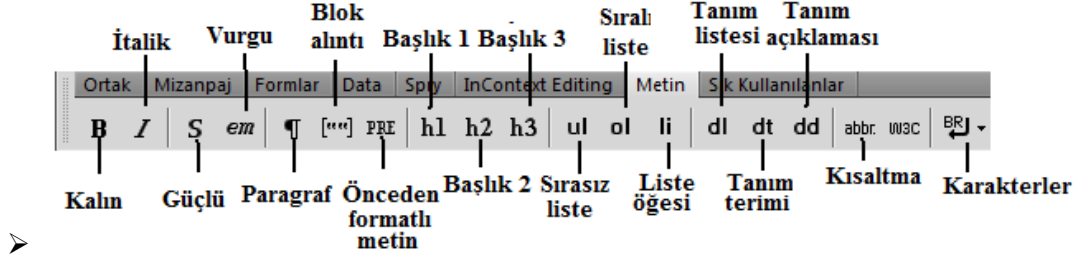 Blok Sıralı Tanım Tanım
İtalik Vurgu alıntı Başlık 1 Başlık 3 liste listesi açıklaması
Ortak Mizanpaj Formlar Data Spry InContext Editing Metin Sık Kullanılanlar
B I S em ¶ [""] PRE h1 h2 h3 ul ol li dl dt dd abbr. W3C BR
Kalın Güçlü Paragraf Önceden Başlık 2 Sırasız Liste Tanım Kısaltma Karakterler
formatlı liste öğesi terimi
metin
➢